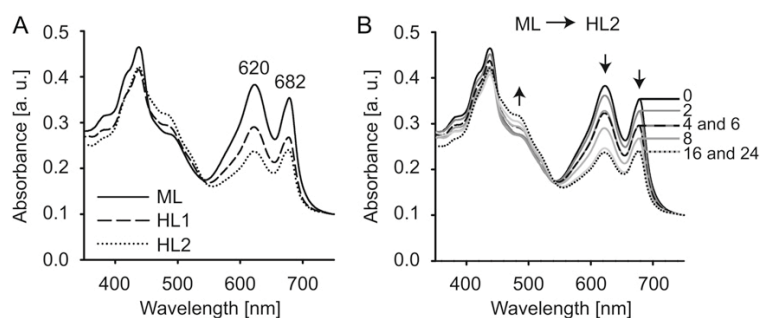 A
Absorbance [a. u.]
0.5
0.4
0.3
0.2
0.1
0.0
620
682
ML
HL1
HL2
400 500 600 700
Wavelength [nm]
B
ML HL2
Absorbance [a. u.]
0.5
0.4
0.3
0.2
0.1
0.0
0
2
4 and 6
8
16 and 24
400 500 600 700
Wavelength [nm]